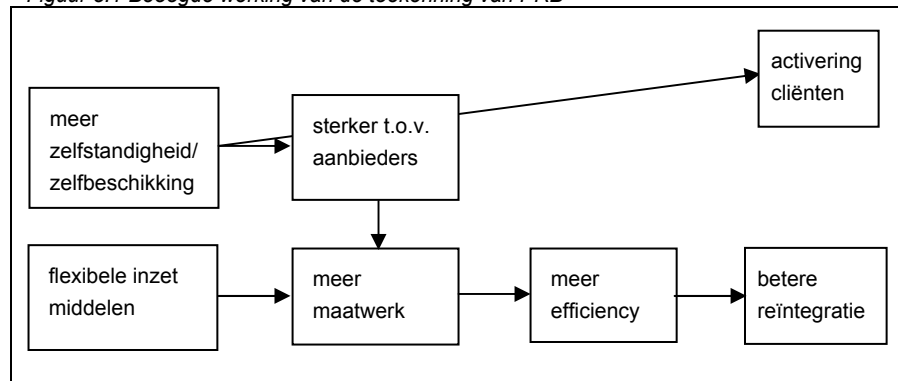 activering
cliënten
meer
zelfstandigheid/
zelfbeschikking
sterker t.o.v.
aanbieders
flexibele inzet
middelen
meer
maatwerk
meer
efficiency
betere
reïntegratie